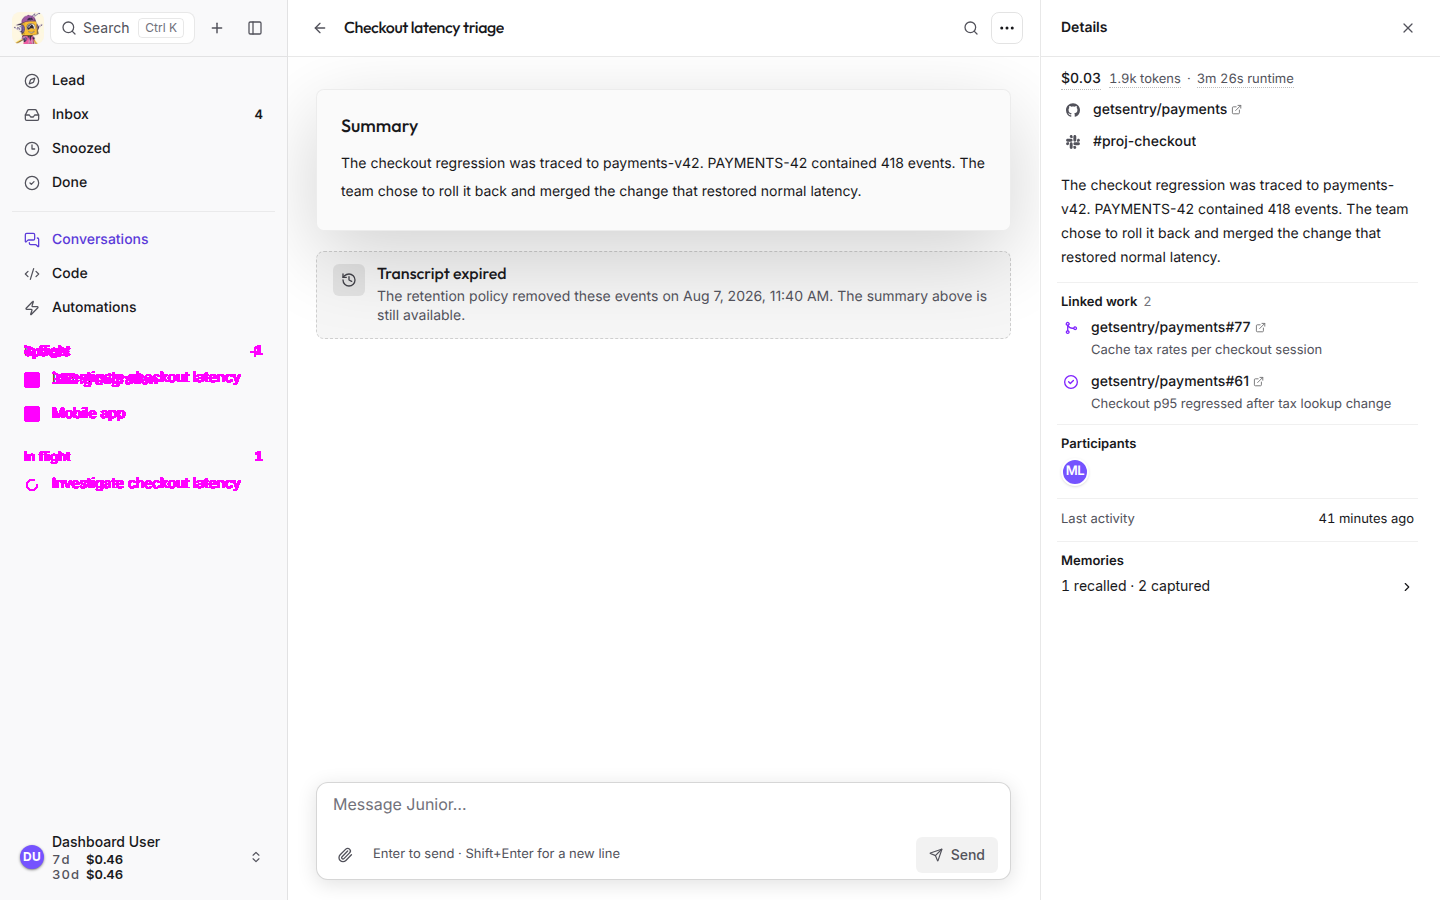 Search Ctrl K
Lead
Inbox 4
Snoozed
Done
Conversations
Code
Automations
Mobile app
In flight 1
Investigate checkout latency
Dashboard User
DU
7d $0.46
30d $0.46
Checkout latency triage
Summary
The checkout regression was traced to payments-v42. PAYMENTS-42 contained 418 events. The
team chose to roll it back and merged the change that restored normal latency.
Transcript expired
The retention policy removed these events on Aug 7, 2026, 11:40 AM. The summary above is
still available.
Message Junior...
Enter to send · Shift+Enter for a new line
Send
Details
$0.03 1.9k tokens · 3m 26s runtime
getsentry/payments
#proj-checkout
The checkout regression was traced to payments-
v42. PAYMENTS-42 contained 418 events. The team
chose to roll it back and merged the change that
restored normal latency.
Linked work 2
getsentry/payments#77
Cache tax rates per checkout session
getsentry/payments#61
Checkout p95 regressed after tax lookup change
Participants
ML
Last activity 41 minutes ago
Memories
1 recalled · 2 captured